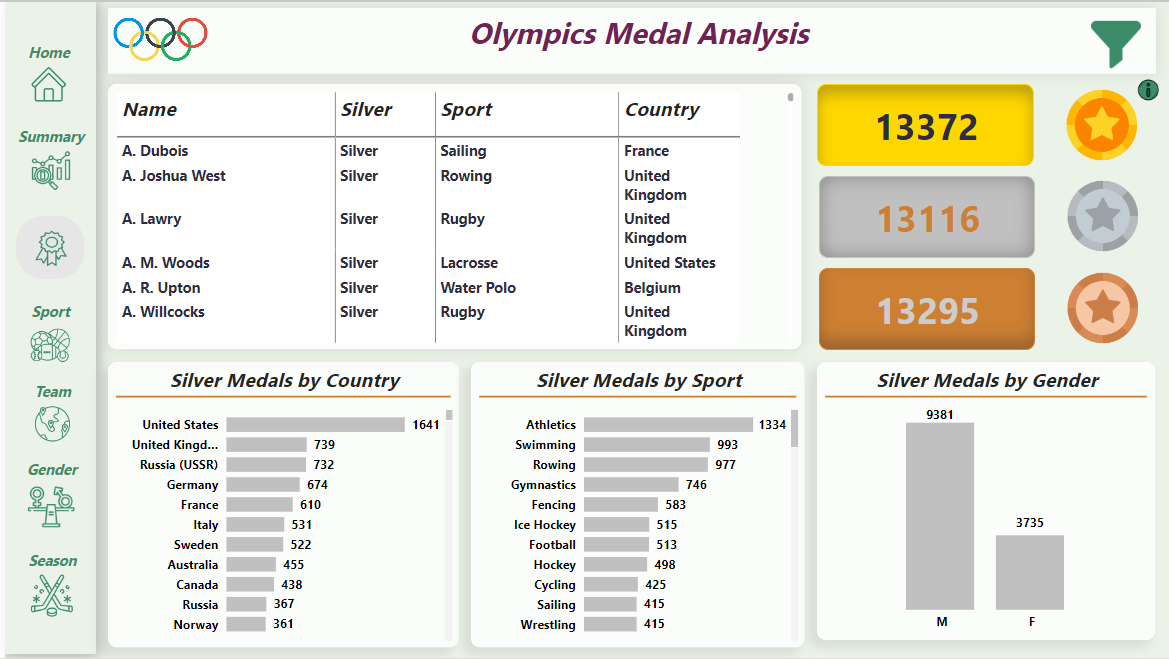 Home
Summary
Sport
Team
Gender
Season
Olympics Medal Analysis
i
Name Silver Sport Country
A. Dubois Silver Sailing France
A. Joshua West Silver Rowing United
Kingdom
A. Lawry Silver Rugby United
Kingdom
A. M. Woods Silver Lacrosse United States
A. R. Upton Silver Water Polo Belgium
A. Willcocks Silver Rugby United
Kingdom
13372
13116
13295
Silver Medals by Country
United States 1641
United Kingd... 739
Russia (USSR) 732
Germany 674
France 610
Italy 531
Sweden 522
Australia 455
Canada 438
Russia 367
Norway 361
Silver Medals by Sport
Athletics 1334
Swimming 993
Rowing 977
Gymnastics 746
Fencing 583
Ice Hockey 515
Football 513
Hockey 498
Cycling 425
Sailing 415
Wrestling 415
Silver Medals by Gender
9381
3735
M F